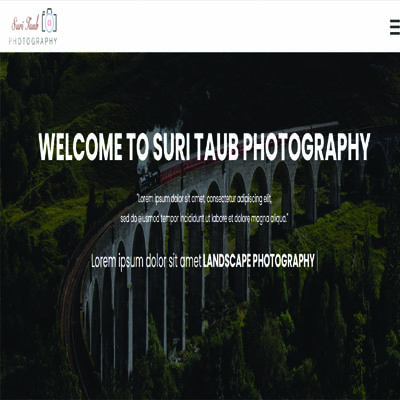 Suri Taub
PHOTOGRAPHY
WELCOME TO SURI TAUB PHOTOGRAPHY
"Lorem ipsum dolor sit amet, consectetur adipiscing elit,
sed do eiusmod tempor incididunt ut labore et dolore magna aliqua."
Lorem ipsum dolor sit amet LANDSCAPE PHOTOGRAPHY